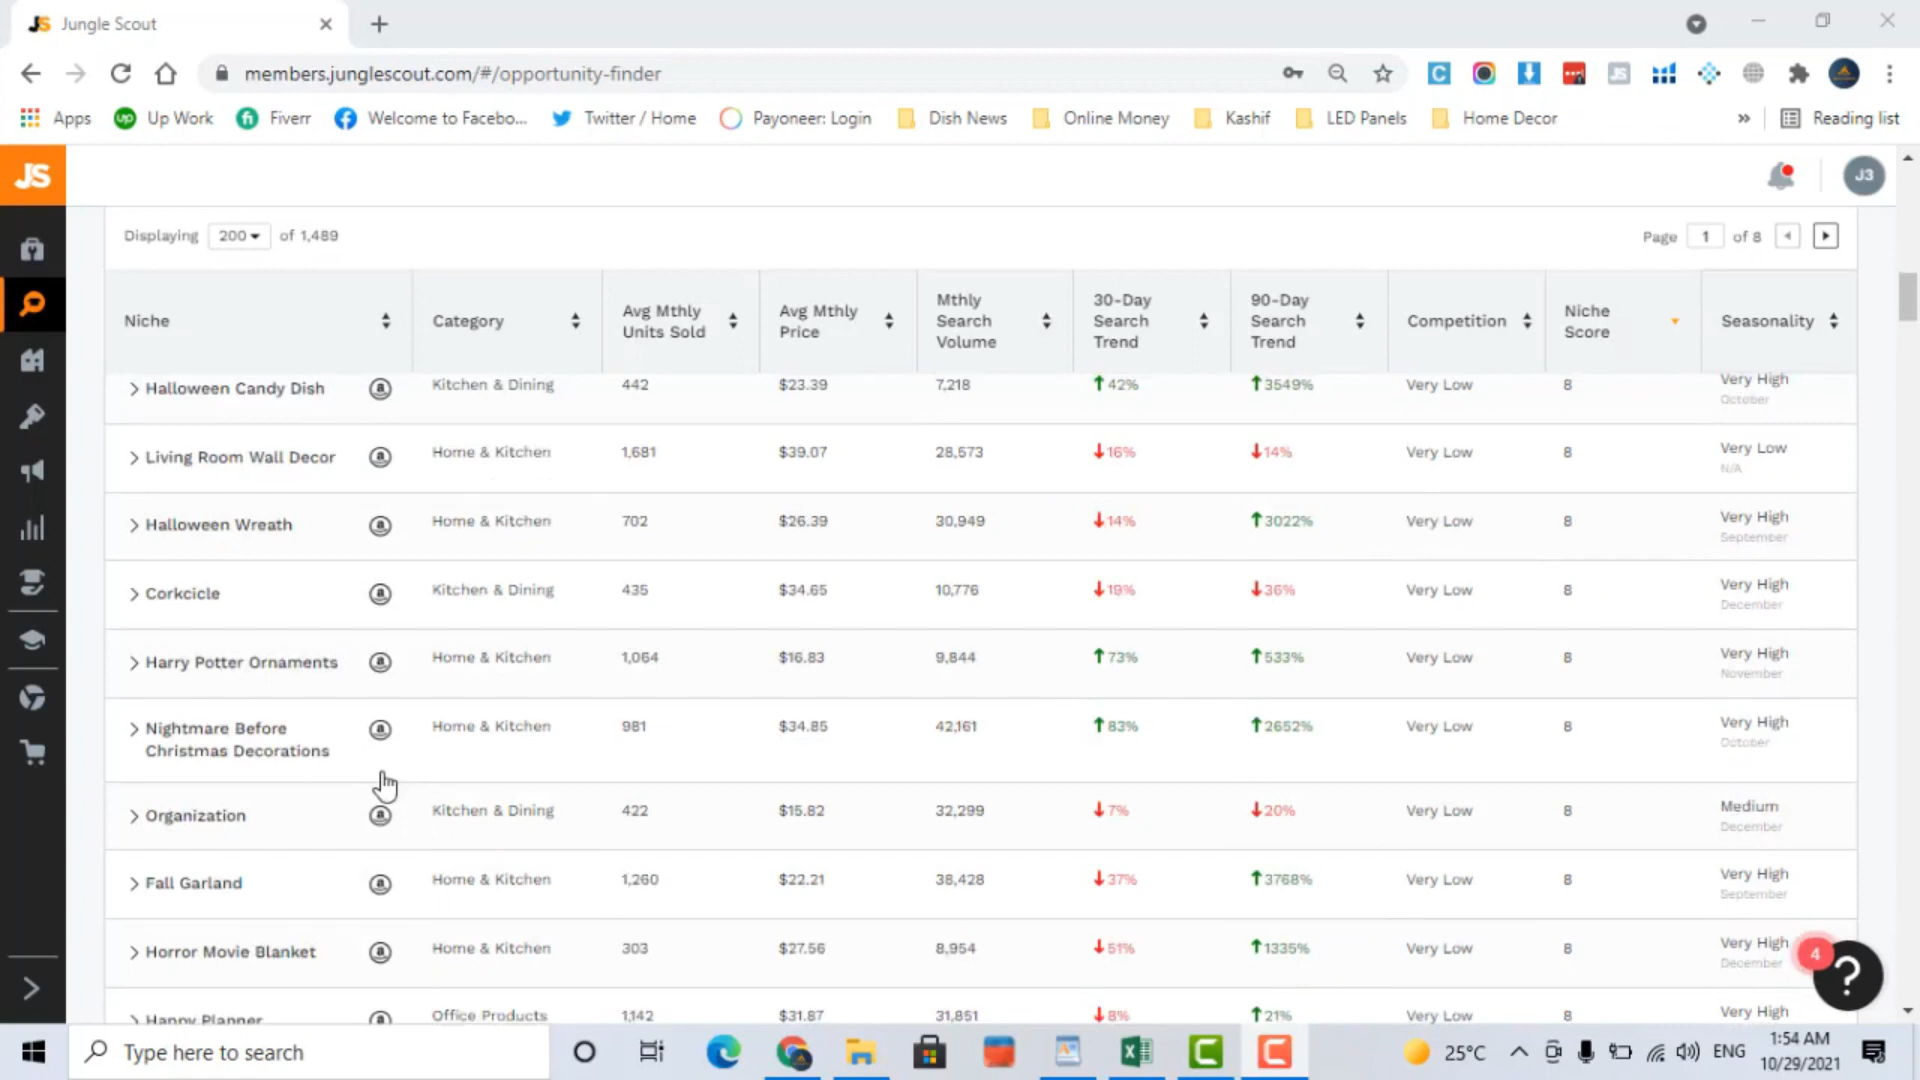 JS Jungle Scout
members.junglescout.com/#/opportunity-finder
Apps Up Work Fiverr Welcome to Facebo... Twitter / Home Payoneer: Login Dish News Online Money Kashif LED Panels Home Decor » Reading list
JS J3
Displaying 200 of 1,489 Page 1 of 8
Niche Category Avg Mthly Units Sold Avg Mthly Price Mthly Search Volume 30-Day Search Trend 90-Day Search Trend Competition Niche Score Seasonality
Halloween Candy Dish Kitchen & Dining 442 $23.39 7,218 42% 3549% Very Low 8 Very High
October
Living Room Wall Decor Home & Kitchen 1,681 $39.07 28,573 16% 14% Very Low 8 Very Low
N/A
Halloween Wreath Home & Kitchen 702 $26.39 30,949 14% 3022% Very Low 8 Very High
September
Corkcicle Kitchen & Dining 435 $34.65 10,776 19% 36% Very Low 8 Very High
December
Harry Potter Ornaments Home & Kitchen 1,064 $16.83 9,844 73% 533% Very Low 8 Very High
November
Nightmare Before Christmas Decorations Home & Kitchen 981 $34.85 42,161 83% 2652% Very Low 8 Very High
October
Organization Kitchen & Dining 422 $15.82 32,299 7% 20% Very Low 8 Medium
December
Fall Garland Home & Kitchen 1,260 $22.21 38,428 37% 3768% Very Low 8 Very High
September
Horror Movie Blanket Home & Kitchen 303 $27.56 8,954 51% 1335% Very Low 8 Very High
December
4
?
Happy Planner Office Products 1,142 $31.87 31,851 8% 21% Very Low 8 Very High
Type here to search 25°C ENG 1:54 AM
10/29/2021